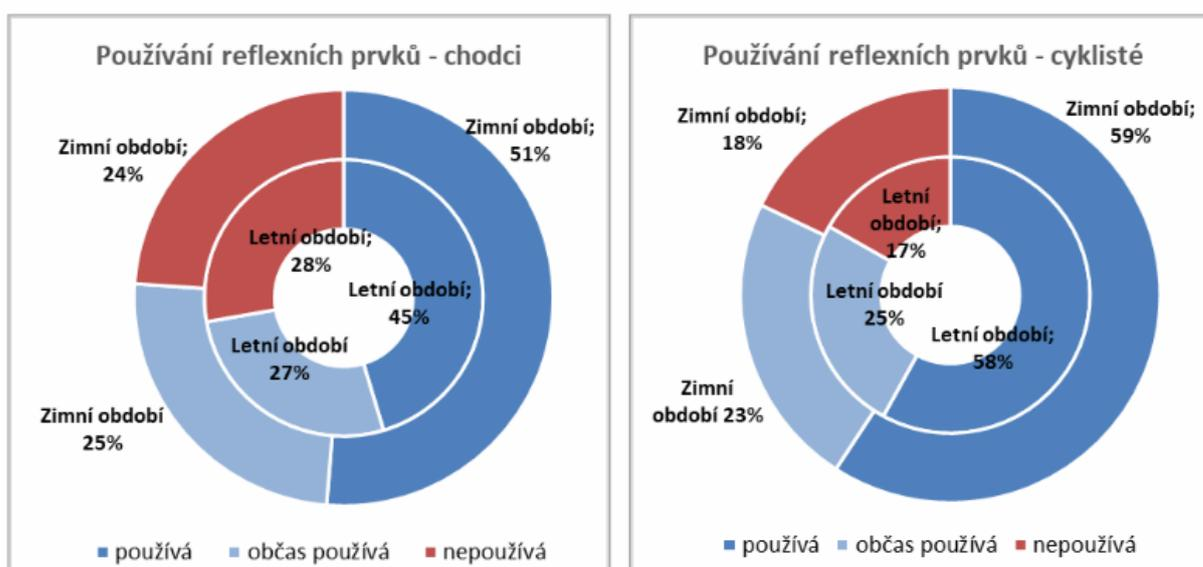 Používání reflexních prvků - chodci
Zimní období;
51%
Zimní období;
24%
Letní období;
28%
Letní období;
45%
Letní období
27%
Zimní období
25%
používá občas používá nepoužívá
Používání reflexních prvků - cyklisté
Zimní období;
59%
Zimní období;
18%
Letní
období;
17%
Letní období
25%
Letní období;
58%
Zimní
období 23%
používá občas používá nepoužívá